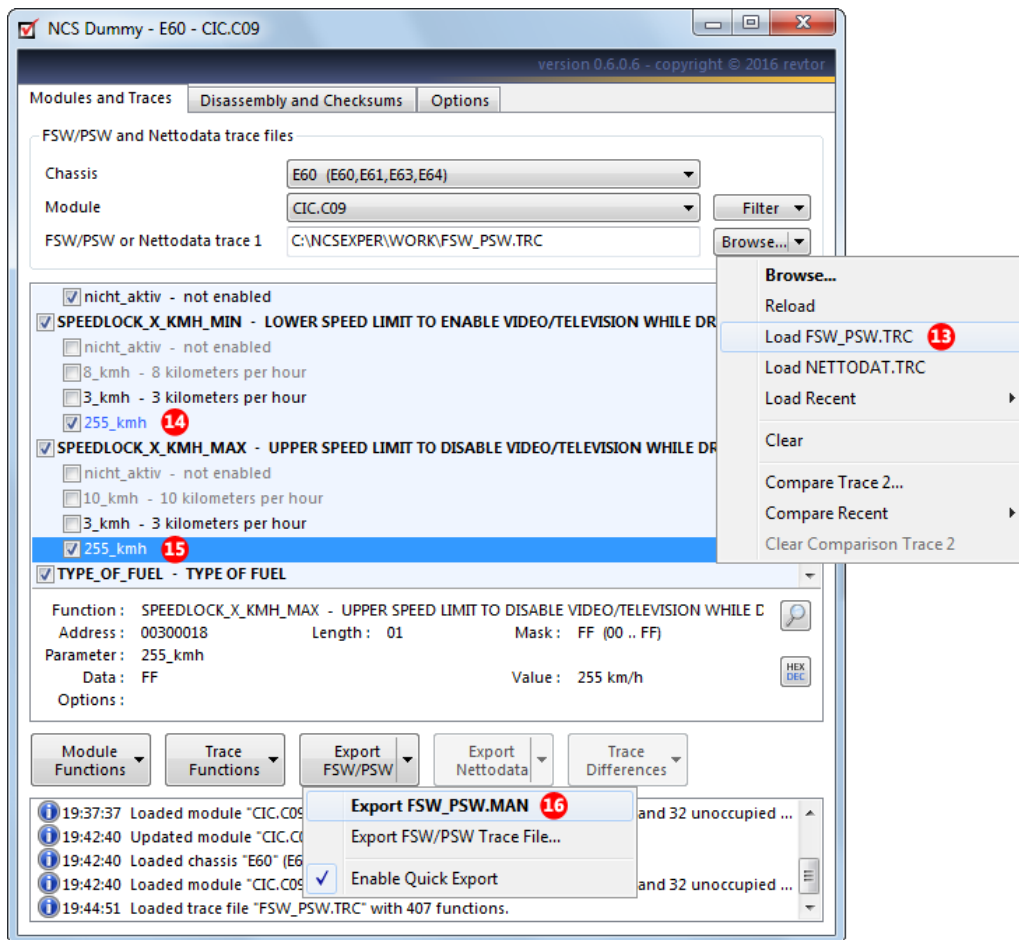 NCS Dummy - E60 - CIC.C09
version 0.6.0.6 - copyright © 2016 revtor
Modules and Traces Disassembly and Checksums Options
FSW/PSW and Nettodata trace files
Chassis E60 (E60,E61,E63,E64)
Module CIC.C09 Filter
FSW/PSW or Nettodata trace 1 C:\NCSEXPER\WORK\FSW_PSW.TRC Browse...
Browse...
Reload
Load FSW_PSW.TRC 13
Load NETTODAT.TRC
Load Recent
Clear
Compare Trace 2...
Compare Recent
Clear Comparison Trace 2
nicht_aktiv - not enabled
SPEEDLOCK_X_KMH_MIN - LOWER SPEED LIMIT TO ENABLE VIDEO/TELEVISION WHILE DR
nicht_aktiv - not enabled
8_kmh - 8 kilometers per hour
3_kmh - 3 kilometers per hour
255_kmh 14
SPEEDLOCK_X_KMH_MAX - UPPER SPEED LIMIT TO DISABLE VIDEO/TELEVISION WHILE DR
nicht_aktiv - not enabled
10_kmh - 10 kilometers per hour
3_kmh - 3 kilometers per hour
255_kmh 15
TYPE_OF_FUEL - TYPE OF FUEL
Function : SPEEDLOCK_X_KMH_MAX - UPPER SPEED LIMIT TO DISABLE VIDEO/TELEVISION WHILE D
Address : 00300018 Length : 01 Mask : FF (00 .. FF)
Parameter : 255_kmh
Data : FF Value : 255 km/h
HEX
DEC
Options :
Module Functions Trace Functions Export FSW/PSW Export Nettodata Trace Differences
Export FSW_PSW.MAN 16
Export FSW/PSW Trace File...
Enable Quick Export
19:37:37 Loaded module "CIC.C09 and 32 unoccupied ...
19:42:40 Updated module "CIC.C
19:42:40 Loaded chassis "E60" (E6
19:42:40 Loaded module "CIC.C09 and 32 unoccupied ...
19:44:51 Loaded trace file "FSW_PSW.TRC" with 407 functions.